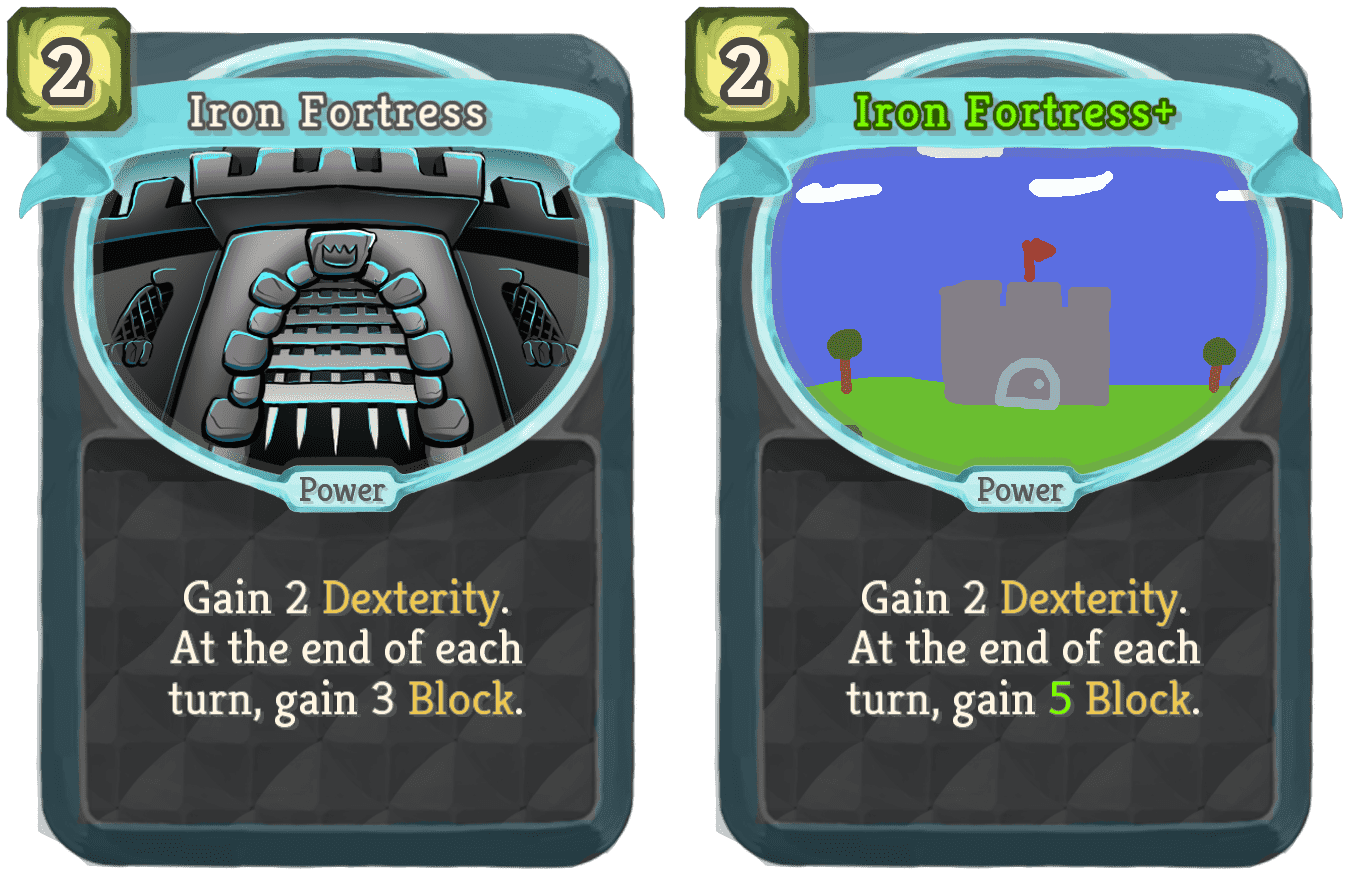 2
Iron Fortress
Power
Gain 2 Dexterity.
At the end of each
turn, gain 3 Block.
2
Iron Fortress+
Power
Gain 2 Dexterity.
At the end of each
turn, gain 5 Block.